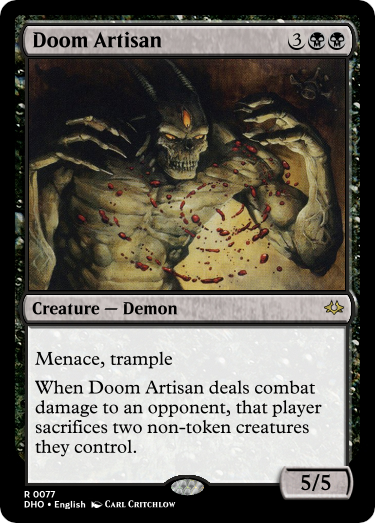 Doom Artisan 3
Creature — Demon
Menace, trample
When Doom Artisan deals combat
damage to an opponent, that player
sacrifices two non-token creatures
they control.
5/5
R 0077
DHO • English Carl Critchlow